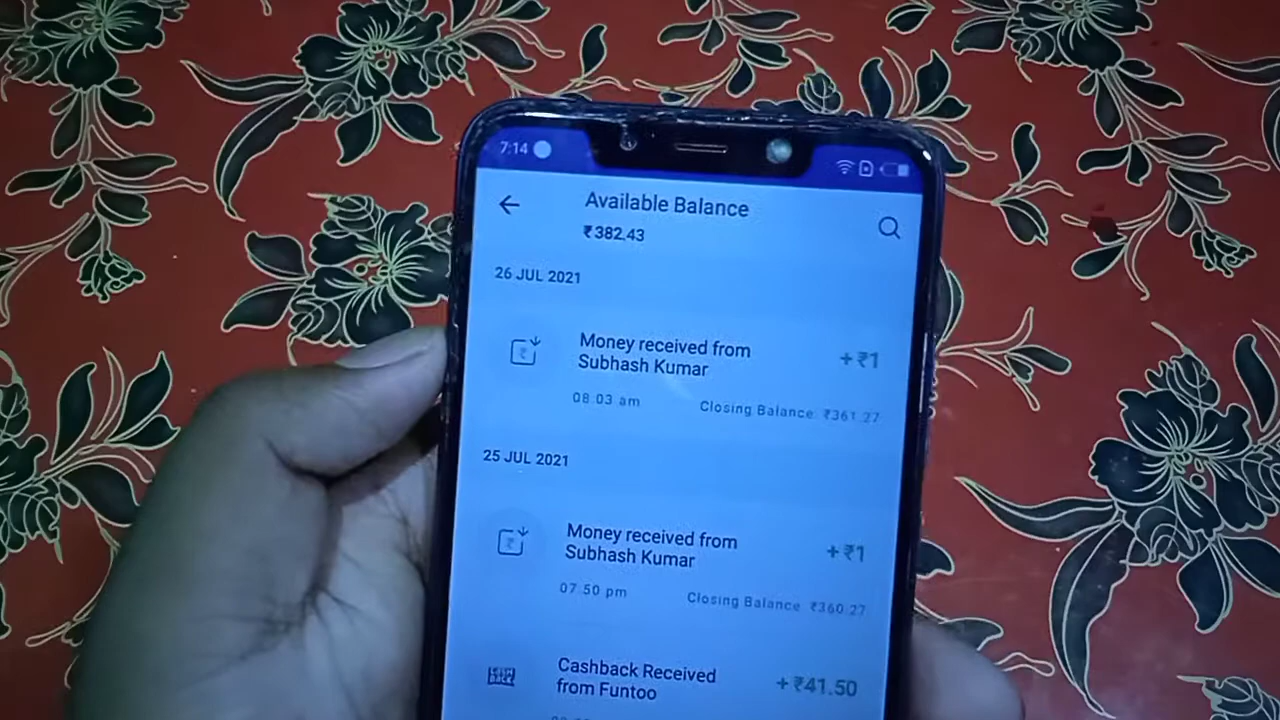 7:14
Available Balance
₹382.43
26 JUL 2021
Money received from
Subhash Kumar
+₹1
08.03 am
Closing Balance ₹361.27
25 JUL 2021
Money received from
Subhash Kumar
+₹1
07.50 pm
Closing Balance ₹360.27
CASH
BACK
Cashback Received
from Funtoo
+₹41.50